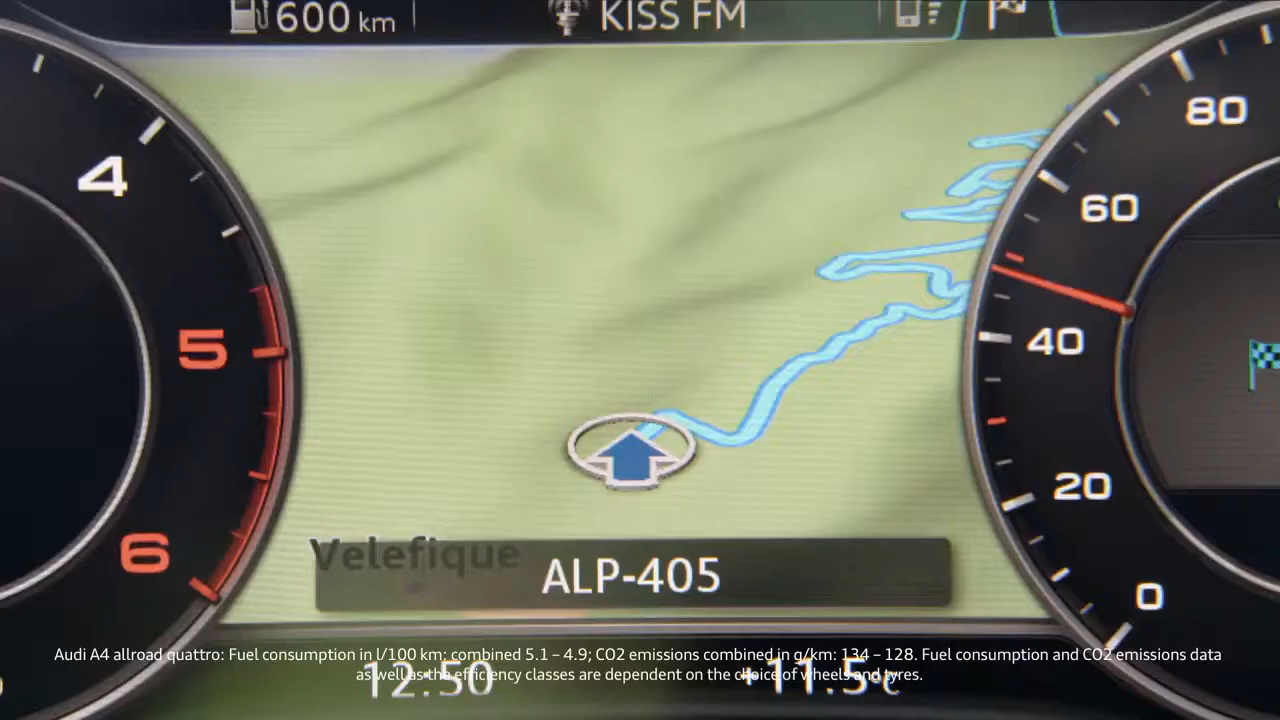 600 km
KISS FM
4
5
6
80
60
40
20
0
Velefique
ALP-405
Audi A4 allroad quattro: Fuel consumption in l/100 km: combined 5.1 – 4.9; CO2 emissions combined in g/km: 134 – 128. Fuel consumption and CO2 emissions data
as well as the efficiency classes are dependent on the choice of wheels and tyres.
12:50
+11.5°C